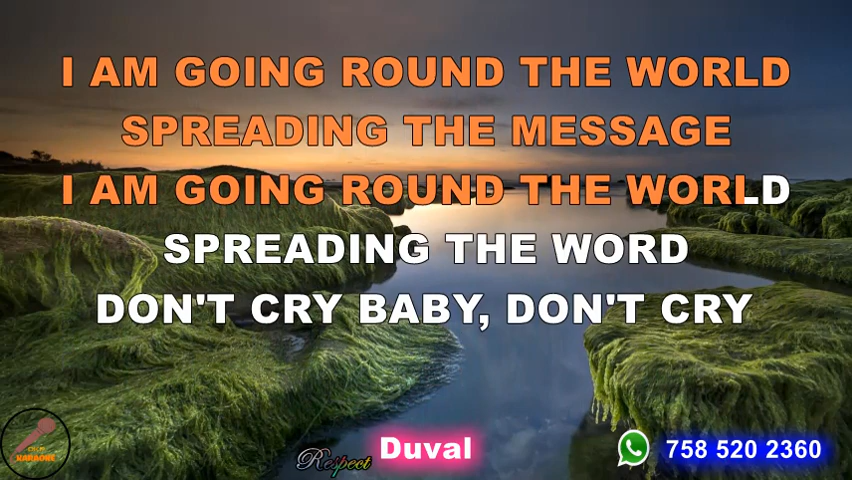 I AM GOING ROUND THE WORLD
SPREADING THE MESSAGE
I AM GOING ROUND THE WORLD
SPREADING THE WORD
DON'T CRY BABY, DON'T CRY
KARAOKE
Respect Duval
758 520 2360